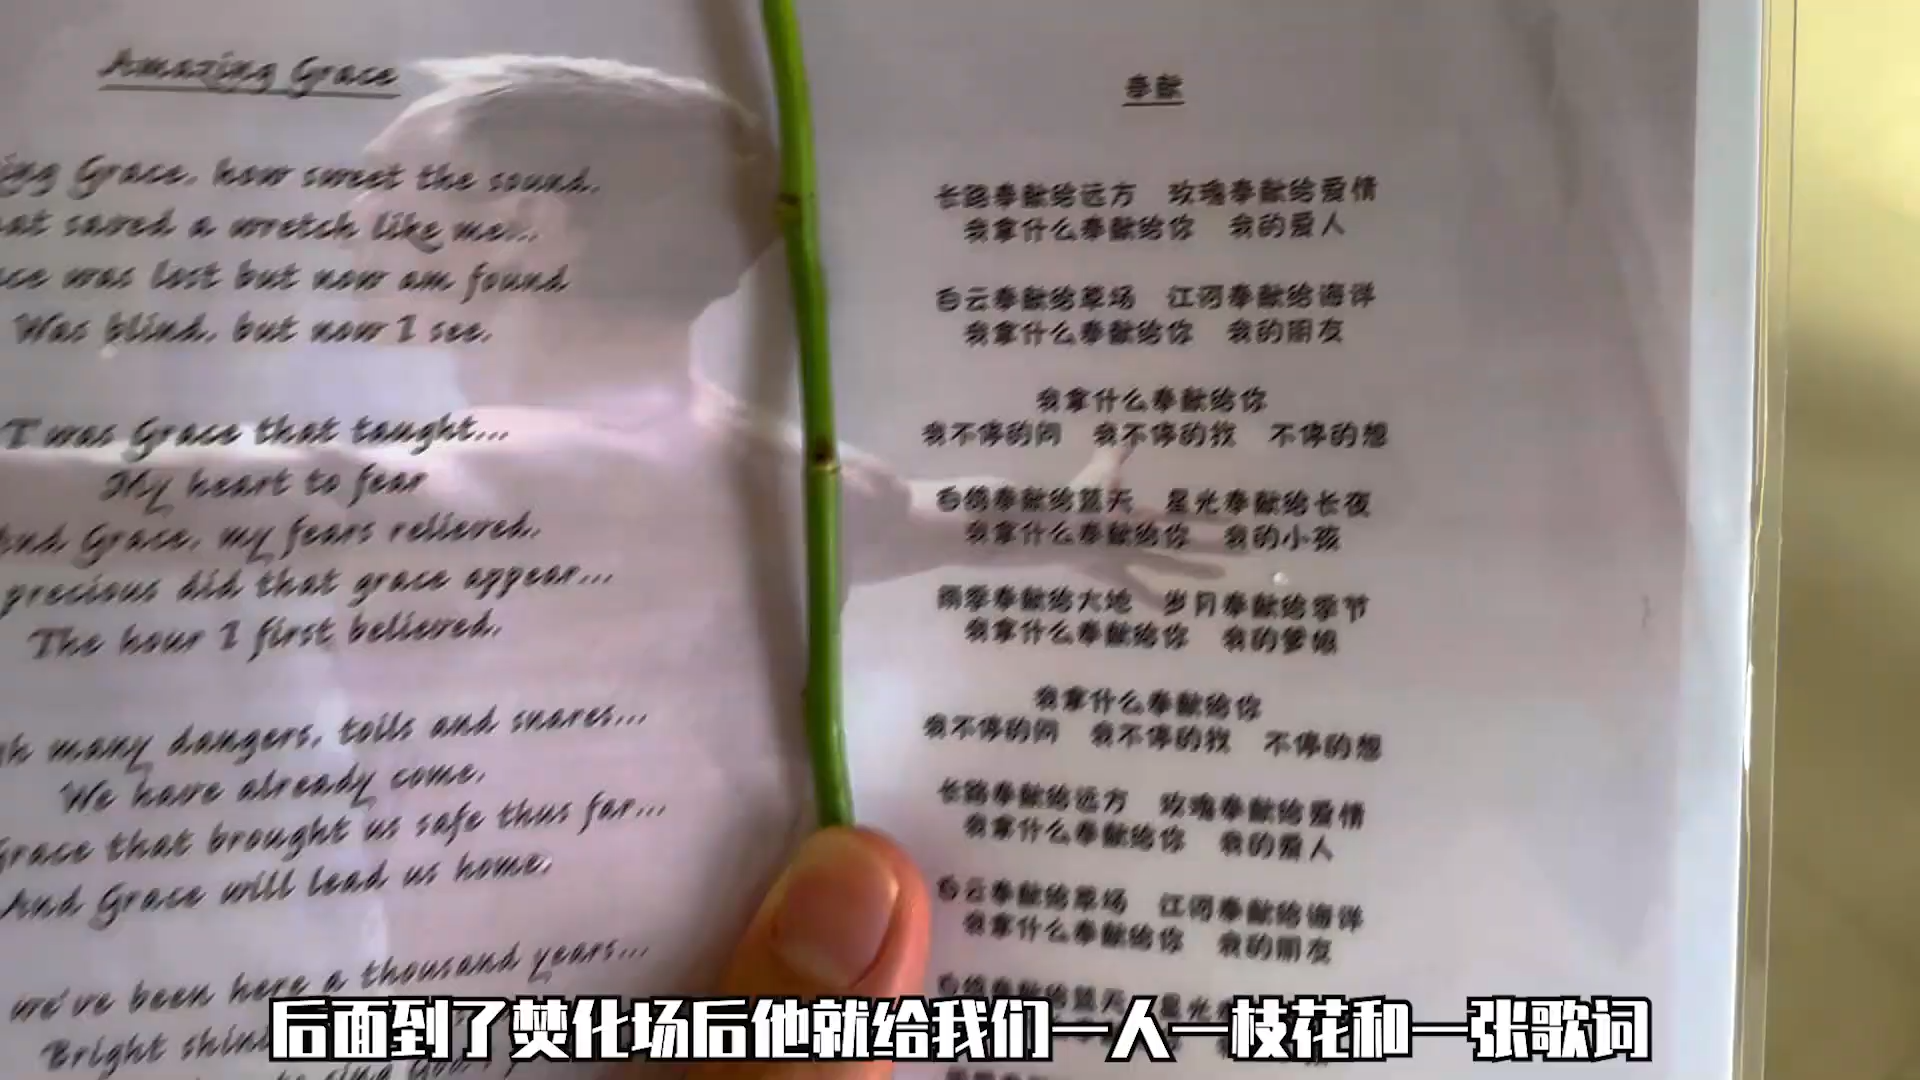 Amazing Grace
Grace, how sweet the sound,
saved a wretch like me...
was lost but now am found
Was blind, but now I see.
T'was Grace that taught...
My heart to fear
Grace, my fears relieved.
precious did that grace appear...
The hour I first believed.
many dangers, toils and snares...
We have already come.
Grace that brought us safe thus far...
And Grace will lead us home.
we've been here a thousand years...
Bright
奉献
长路奉献给远方 玫瑰奉献给爱情
我拿什么奉献给你 我的爱人
白云奉献给草场 江河奉献给海洋
我拿什么奉献给你 我的朋友
我拿什么奉献给你
我不停的问 我不停的找 不停的想
白鸽奉献给蓝天 星光奉献给长夜
我拿什么奉献给你 我的小孩
雨季奉献给大地 岁月奉献给季节
我拿什么奉献给你 我的爹娘
我拿什么奉献给你
我不停的问 我不停的找 不停的想
长路奉献给远方 玫瑰奉献给爱情
我拿什么奉献给你 我的爱人
白云奉献给草场 江河奉献给海洋
我拿什么奉献给你 我的朋友
白鸽奉献给蓝天 星光
后面到了焚化场后他就给我们一人一枝花和一张歌词